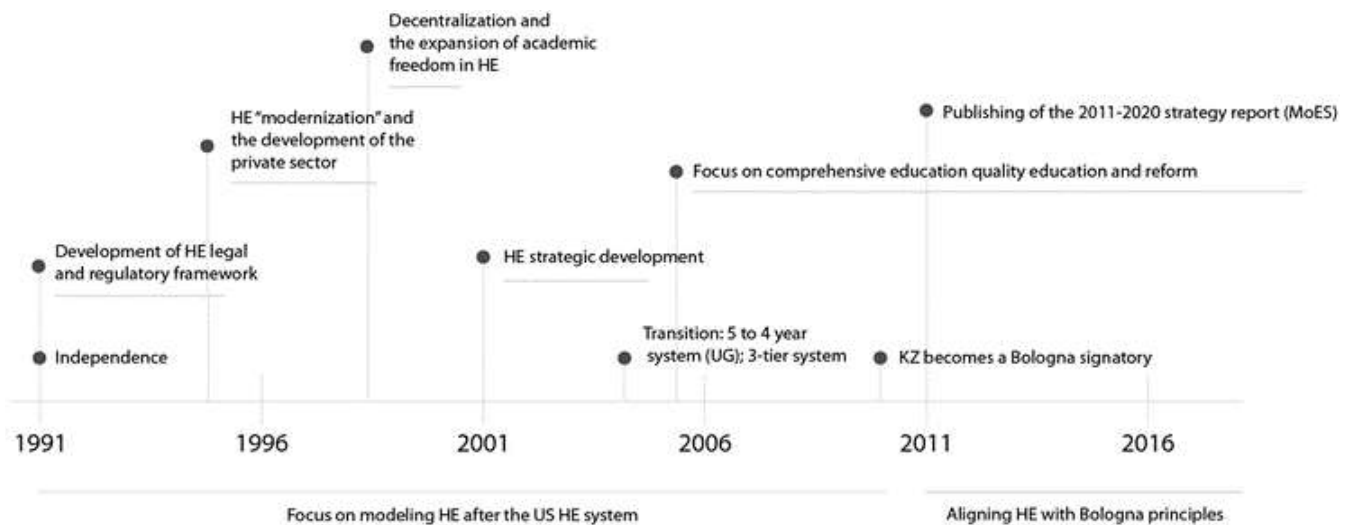 Decentralization and
the expansion of academic
freedom in HE
HE "modernization" and
the development of the
private sector
Publishing of the 2011-2020 strategy report (MoES)
Focus on comprehensive education quality education and reform
Development of HE legal
and regulatory framework
HE strategic development
Transition: 5 to 4 year
system (UG); 3-tier system
Independence
KZ becomes a Bologna signatory
1991 1996 2001 2006 2011 2016
Focus on modeling HE after the US HE system
Aligning HE with Bologna principles